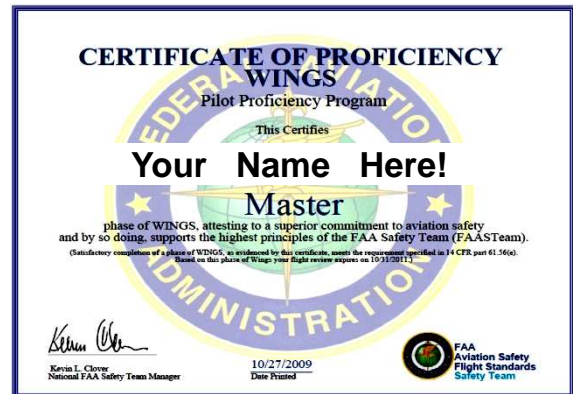 CERTIFICATE OF PROFICIENCY
WINGS
Pilot Proficiency Program
This Certifies
Your Name Here!
Master
phase of WINGS, attesting to a superior commitment to aviation safety
and by so doing, supports the highest principles of the FAA Safety Team (FAASTeam).
(Satisfactory completion of a phase of WINGS, as evidenced by this certificate, meets the requirement specified in 14 CFR part 61.56(e).
Based on this phase of Wings your flight review expires on 10/31/2011.)
FEDERAL AVIATION
ADMINISTRATION
Kevin L. Clover
National FAA Safety Team Manager
10/27/2009
Date Printed
FAA
Aviation Safety
Flight Standards
Safety Team